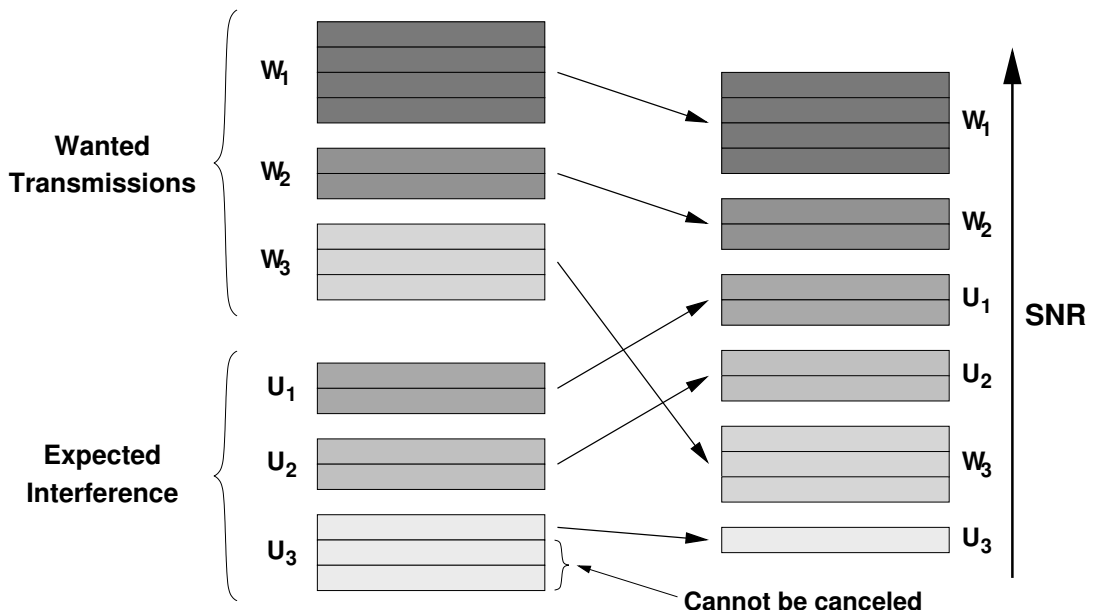 Wanted
Transmissions
W1
W2
W3
Expected
Interference
U1
U2
U3
Cannot be canceled
W1
W2
U1
U2
W3
U3
SNR